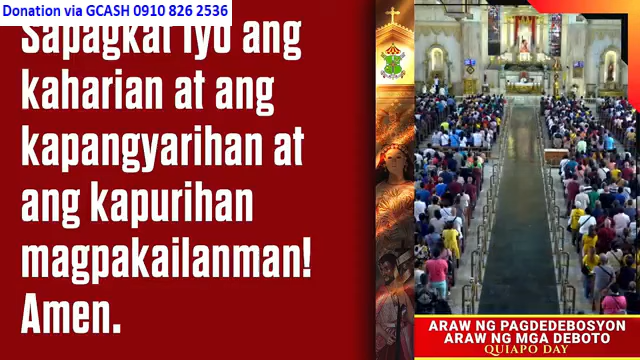 Donation via GCASH 0910 826 2536
Sapagkat Iyo ang
kaharian at ang
kapangyarihan at
ang kapurihan
magpakailanman!
Amen.
ARAW NG PAGDEDEBOSYON
ARAW NG MGA DEBOTO
QUIAPO DAY